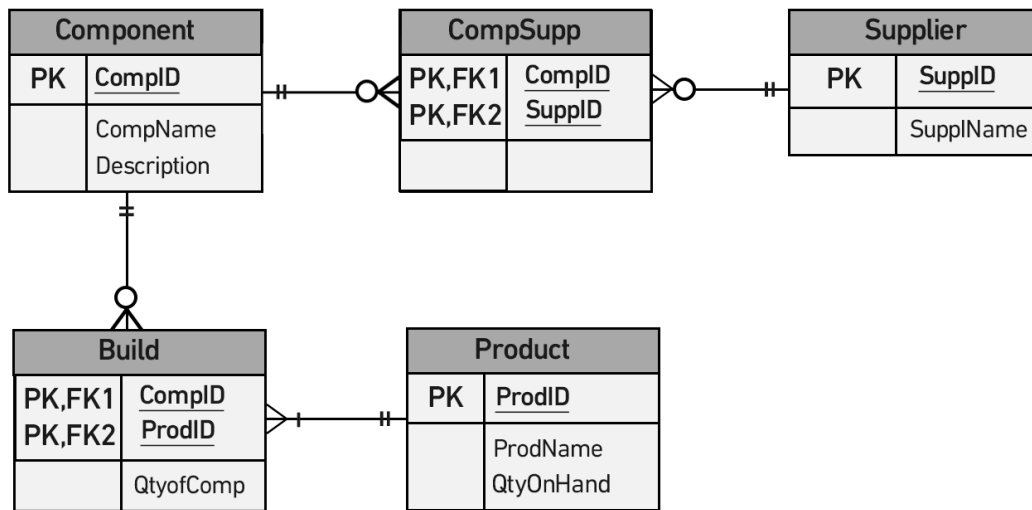 Component
PK CompID
CompName
Description
CompSupp
PK,FK1 CompID
PK,FK2 SuppID
Supplier
PK SuppID
SupplName
Build
PK,FK1 CompID
PK,FK2 ProdID
QtyofComp
Product
PK ProdID
ProdName
QtyOnHand